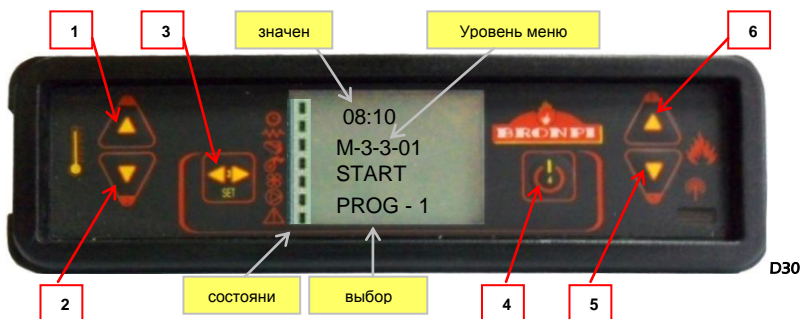 1
3
значен
Уровень меню
6
08:10
M-3-3-01
START
PROG - 1
SET
BRONPI
D30
2
состояни
выбор
4
5